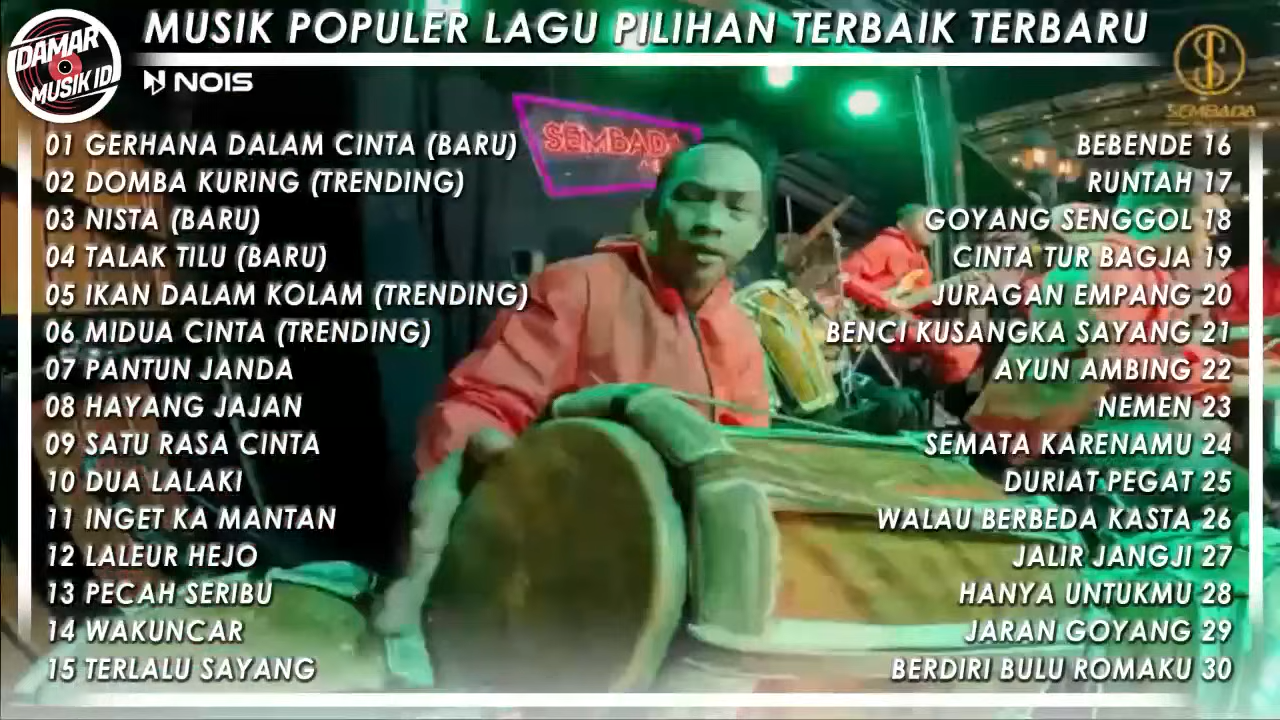 MUSIK POPULER LAGU PILIHAN TERBAIK TERBARU
DAMAR
MUSIK ID
NOIS
SEMBADA
SEMBADA
01 GERHANA DALAM CINTA (BARU)
02 DOMBA KURING (TRENDING)
03 NISTA (BARU)
04 TALAK TILU (BARU)
05 IKAN DALAM KOLAM (TRENDING)
06 MIDUA CINTA (TRENDING)
07 PANTUN JANDA
08 HAYANG JAJAN
09 SATU RASA CINTA
10 DUA LALAKI
11 INGET KA MANTAN
12 LALEUR HEJO
13 PECAH SERIBU
14 WAKUNCAR
15 TERLALU SAYANG
BEBENDE 16
RUNTAH 17
GOYANG SENGGOL 18
CINTA TUR BAGJA 19
JURAGAN EMPANG 20
BENCI KUSANGKA SAYANG 21
AYUN AMBING 22
NEMEN 23
SEMATA KARENAMU 24
DURIAT PEGAT 25
WALAU BERBEDA KASTA 26
JALIR JANGJI 27
HANYA UNTUKMU 28
JARAN GOYANG 29
BERDIRI BULU ROMAKU 30